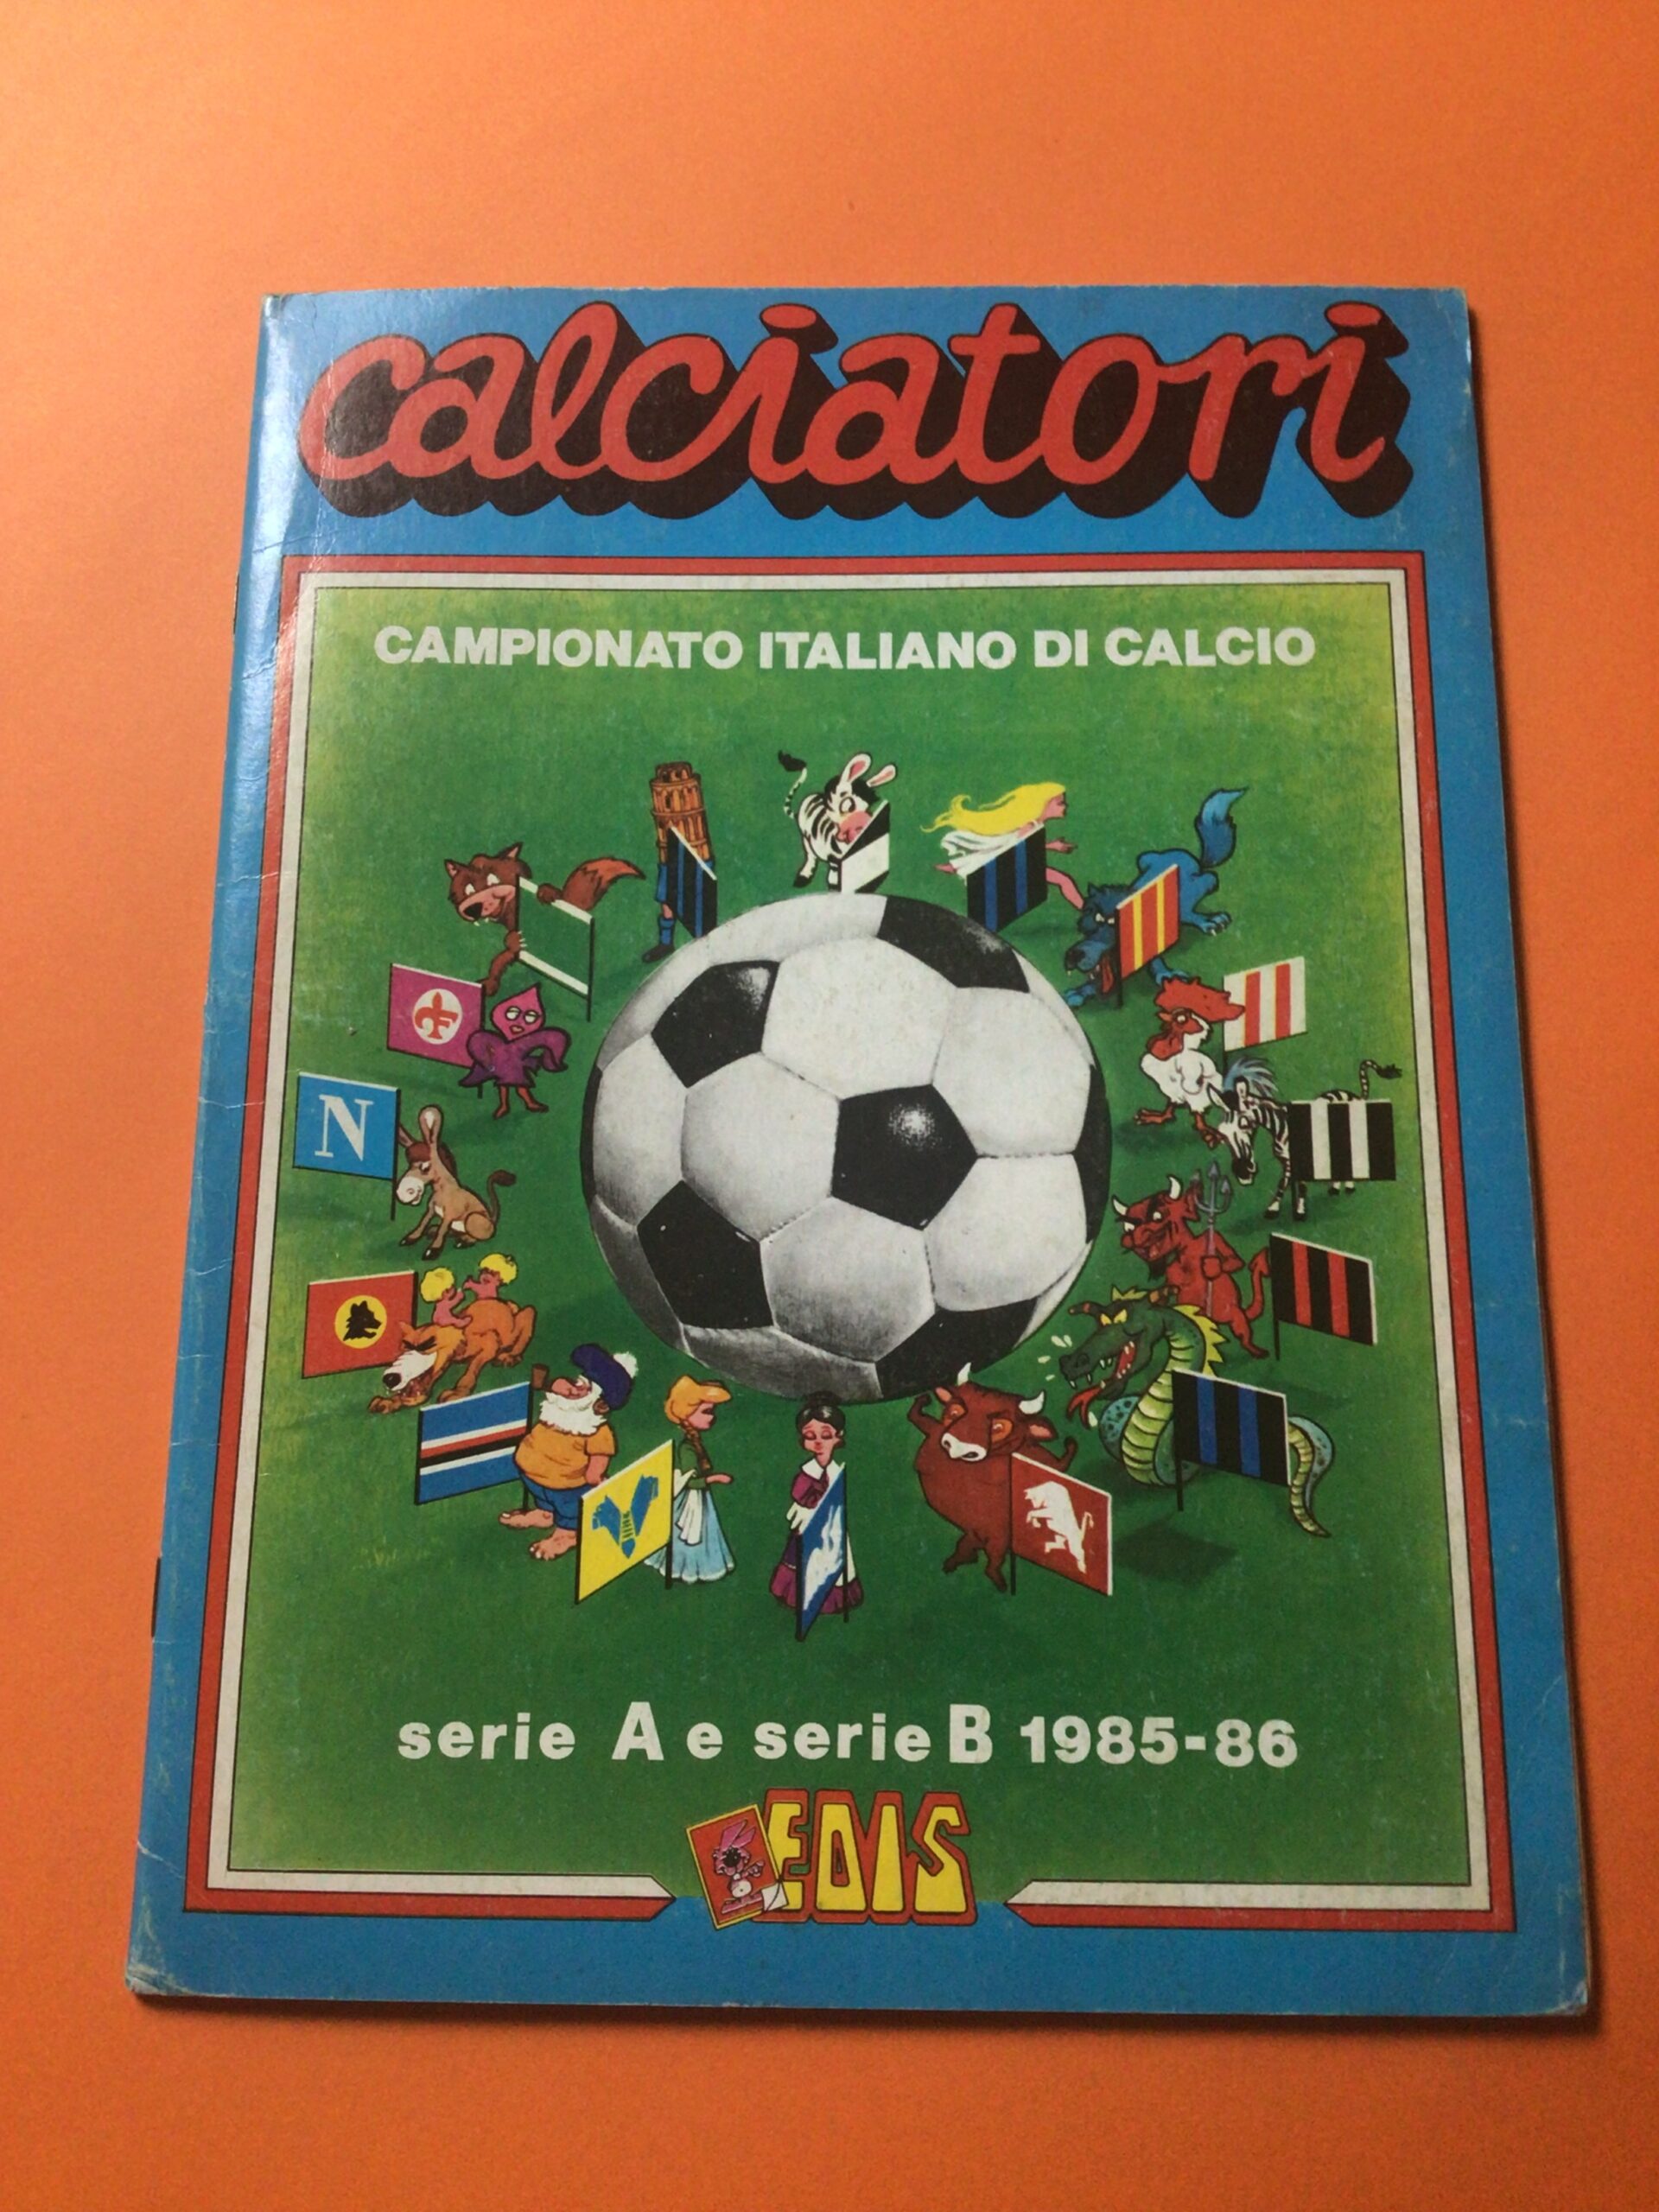 calciatori
CAMPIONATO ITALIANO DI CALCIO
N
serie A e serie B 1985-86
EDIS